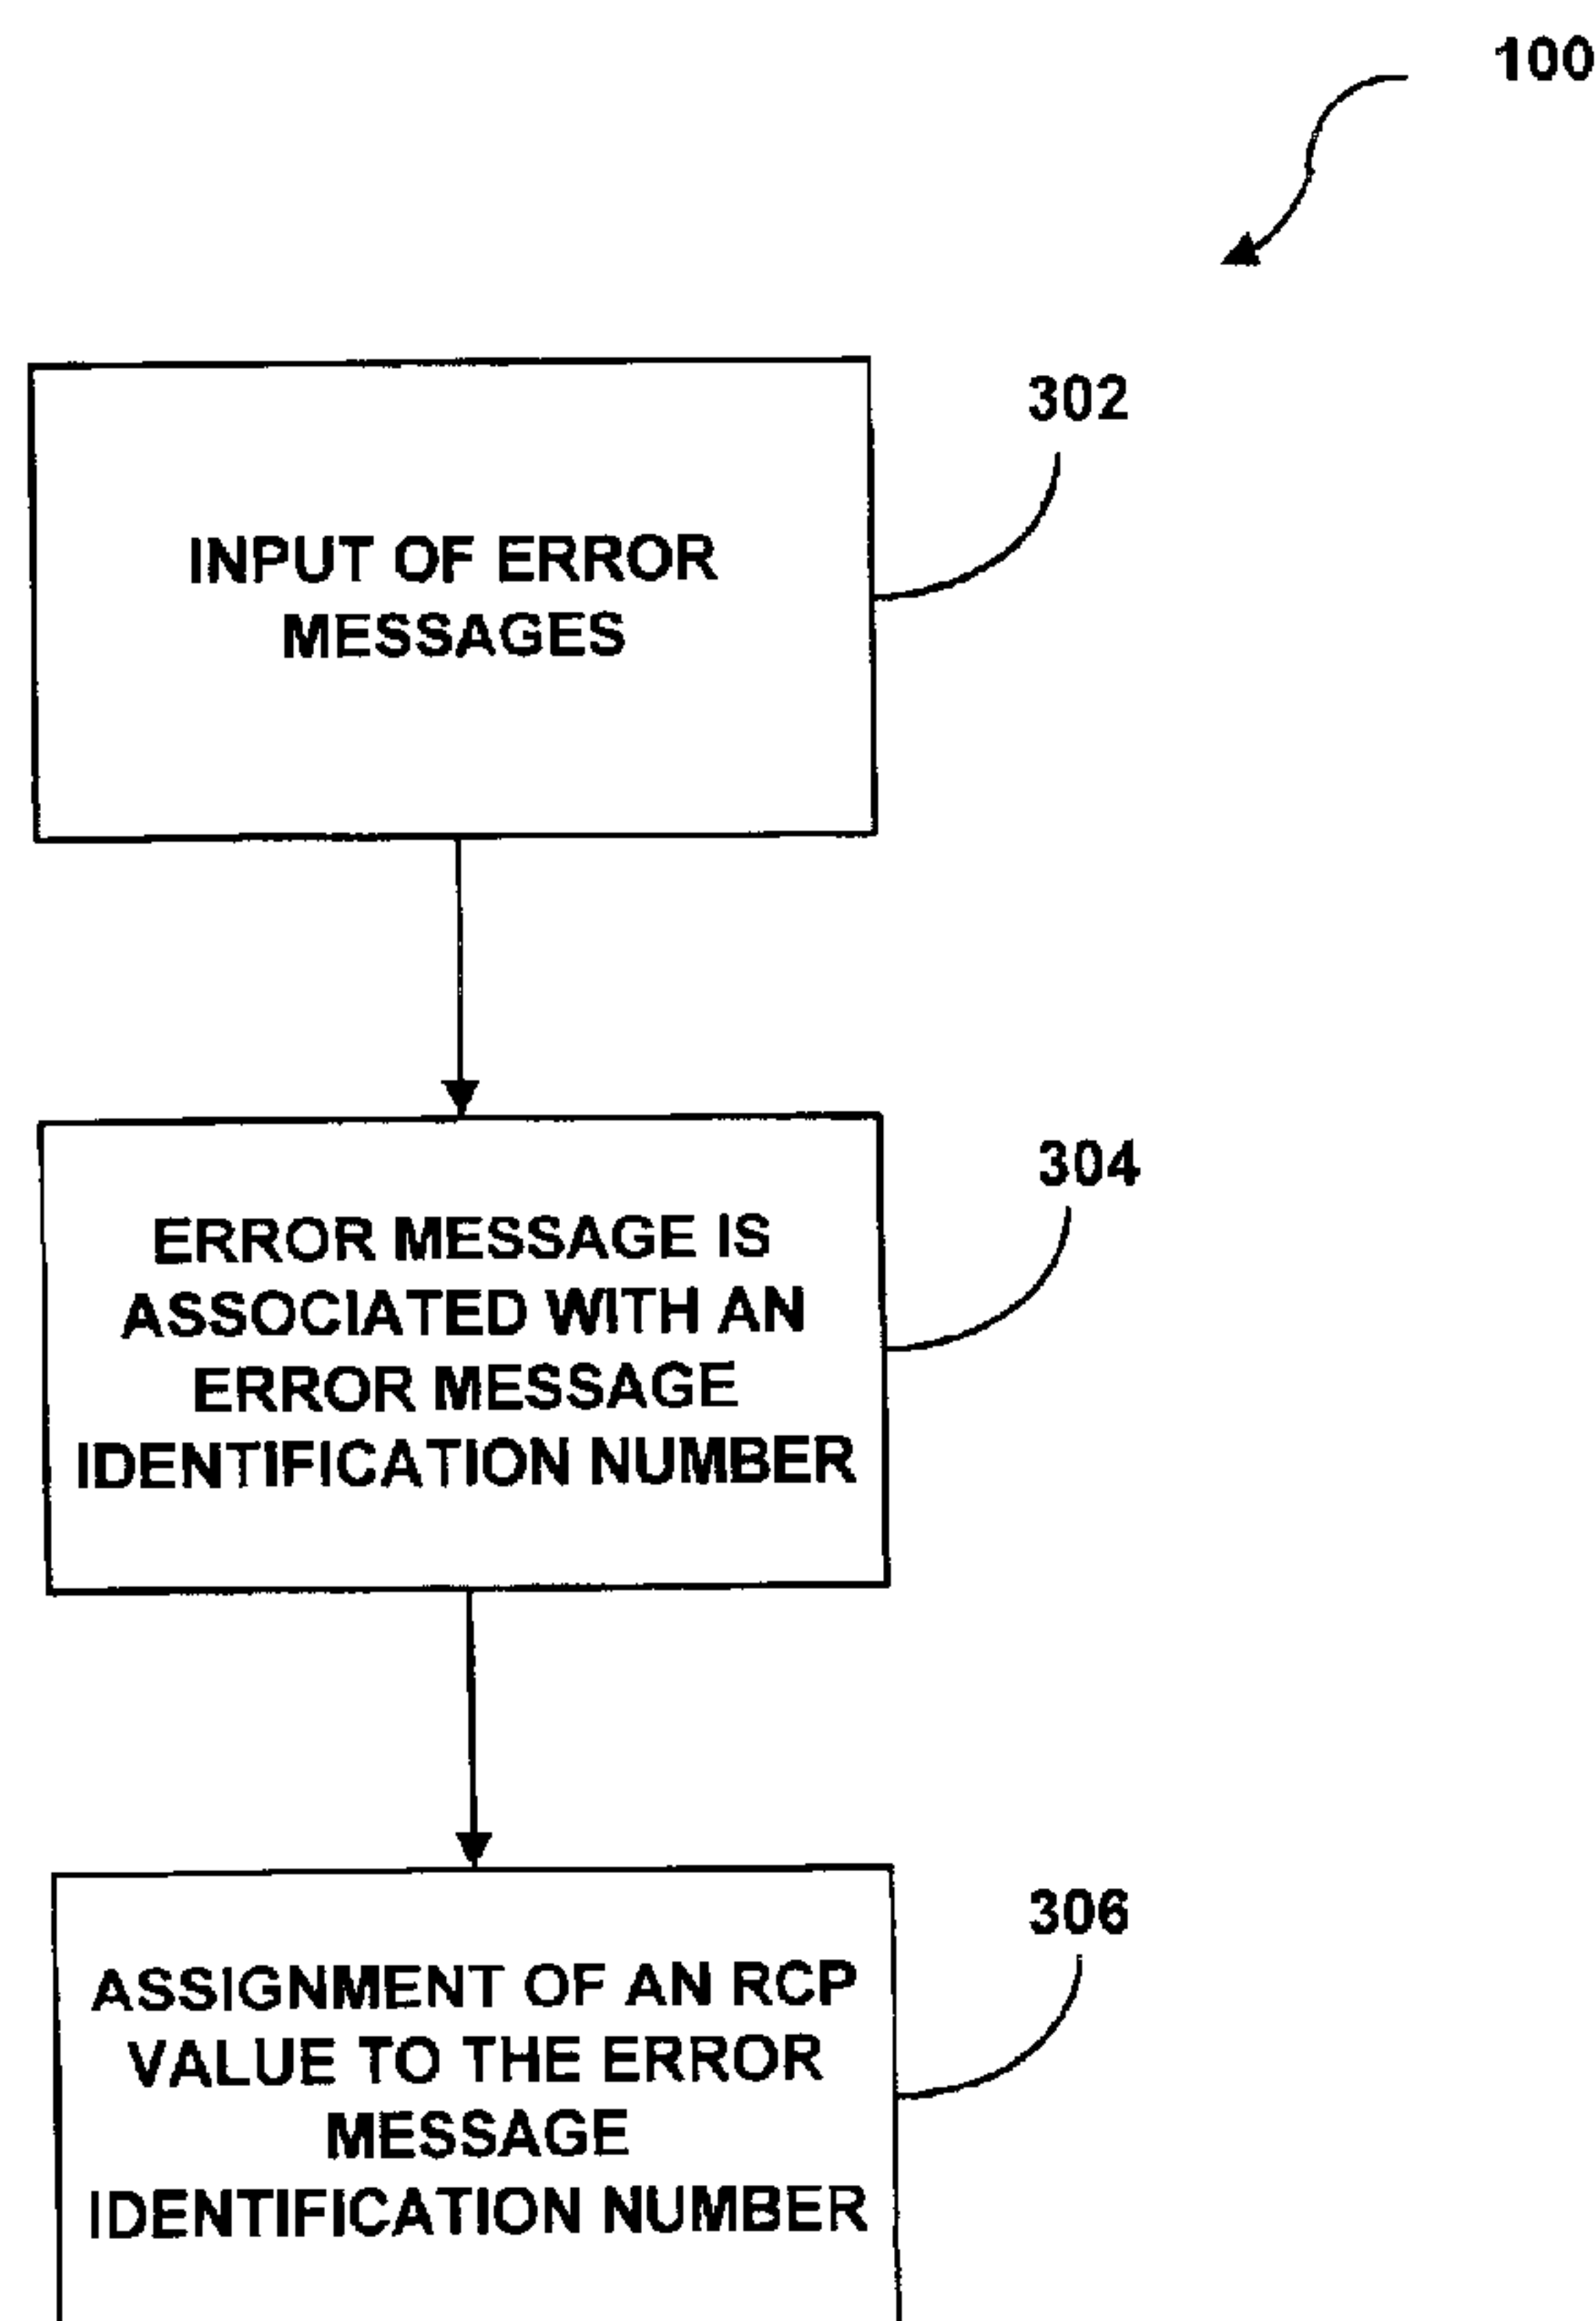 100
302
INPUT OF ERROR
MESSAGES
304
ERROR MESSAGE IS
ASSOCIATED WITH AN
ERROR MESSAGE
IDENTIFICATION NUMBER
306
ASSIGNMENT OF AN RCP
VALUE TO THE ERROR
MESSAGE
IDENTIFICATION NUMBER